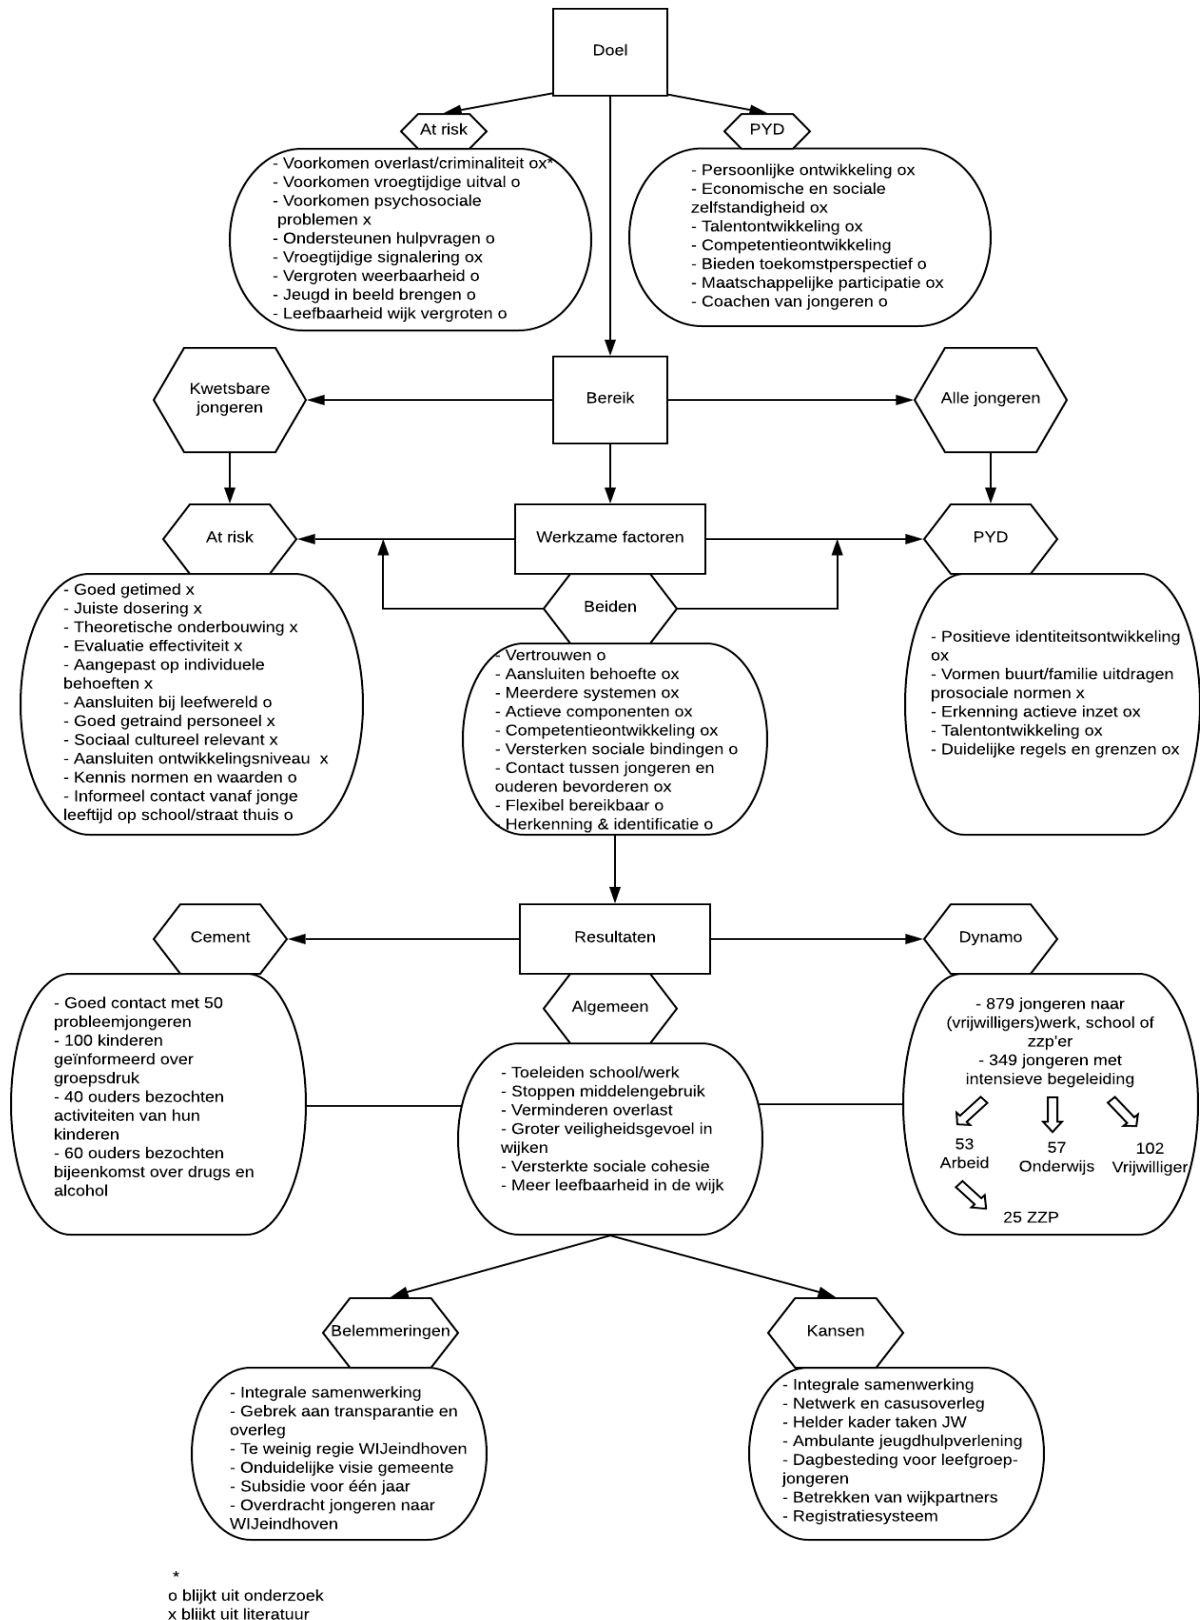 Doel
At risk
PYD
- Voorkomen overlast/criminaliteit ox*
- Voorkomen vroegtijdige uitval o
- Voorkomen psychosociale
problemen x
- Ondersteunen hulpvragen o
- Vroegtijdige signalering ox
- Vergroten weerbaarheid o
- Jeugd in beeld brengen o
- Leefbaarheid wijk vergroten o
- Persoonlijke ontwikkeling ox
- Economische en sociale
zelfstandigheid ox
- Talentontwikkeling ox
- Competentieontwikkeling
- Bieden toekomstperspectief o
- Maatschappelijke participatie ox
- Coachen van jongeren o
Kwetsbare
jongeren
Bereik
Alle jongeren
At risk
Werkzame factoren
PYD
Beiden
- Goed getimed x
- Juiste dosering x
- Theoretische onderbouwing x
- Evaluatie effectiviteit x
- Aangepast op individuele
behoeften x
- Aansluiten bij leefwereld o
- Goed getraind personeel x
- Sociaal cultureel relevant x
- Aansluiten ontwikkelingsniveau x
- Kennis normen en waarden o
- Informeel contact vanaf jonge
leeftijd op school/straat thuis o
- Vertrouwen o
- Aansluiten behoefte ox
- Meerdere systemen ox
- Actieve componenten ox
- Competentieontwikkeling ox
- Versterken sociale bindingen o
- Contact tussen jongeren en
ouderen bevorderen ox
- Flexibel bereikbaar o
- Herkenning & identificatie o
- Positieve identiteitsontwikkeling
ox
- Vormen buurt/familie uitdragen
prosociale normen x
- Erkenning actieve inzet ox
- Talentontwikkeling ox
- Duidelijke regels en grenzen ox
Cement
Resultaten
Dynamo
Algemeen
- Goed contact met 50
probleemjongeren
- 100 kinderen
geïnformeerd over
groepsdruk
- 40 ouders bezochten
activiteiten van hun
kinderen
- 60 ouders bezochten
bijeenkomst over drugs en
alcohol
- Toeleiden school/werk
- Stoppen middelengebruik
- Verminderen overlast
- Groter veiligheidsgevoel in
wijken
- Versterkte sociale cohesie
- Meer leefbaarheid in de wijk
- 879 jongeren naar
(vrijwilligers)werk, school of
zzp'er
- 349 jongeren met
intensieve begeleiding
53
Arbeid
57
Onderwijs
102
Vrijwilliger
25 ZZP
Belemmeringen
Kansen
- Integrale samenwerking
- Gebrek aan transparantie en
overleg
- Te weinig regie WIJeindhoven
- Onduidelijke visie gemeente
- Subsidie voor één jaar
- Overdracht jongeren naar
WIJeindhoven
- Integrale samenwerking
- Netwerk en casusoverleg
- Helder kader taken JW
- Ambulante jeugdhulpverlening
- Dagbesteding voor leefgroep-
jongeren
- Betrekken van wijkpartners
- Registratiesysteem
*
o blijkt uit onderzoek
x blijkt uit literatuur